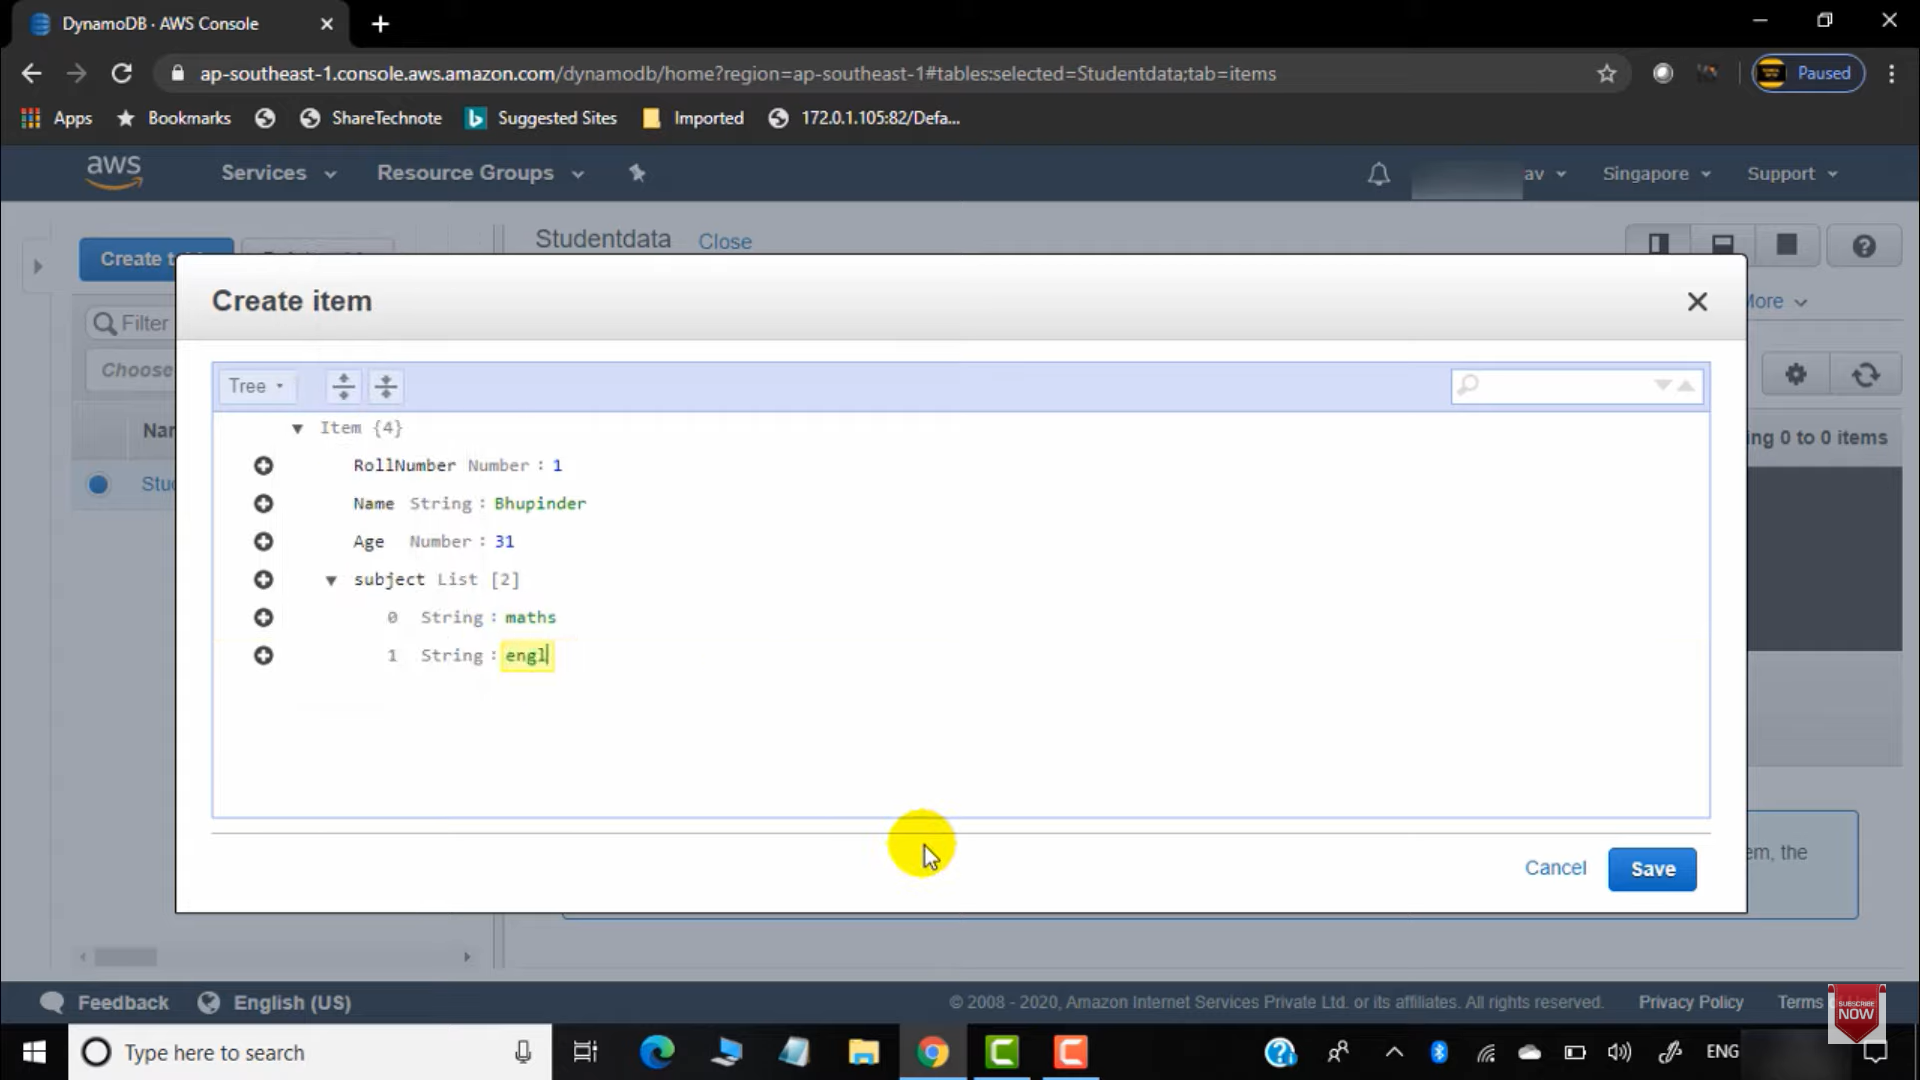 DynamoDB · AWS Console
ap-southeast-1.console.aws.amazon.com/dynamodb/home?region=ap-southeast-1#tables:selected=Studentdata;tab=items
Paused
Apps Bookmarks ShareTechnote Suggested Sites Imported 172.0.1.105:82/Defa...
aws Services Resource Groups av Singapore Support
Studentdata Close
Create t
Create item
More
Filter
Choose
Tree
Nar
ing 0 to 0 items
Item {4}
RollNumber Number : 1
Stu
Name String : Bhupinder
Age Number : 31
subject List [2]
0 String : maths
1 String : engl
em, the
Cancel Save
Feedback English (US) © 2008 - 2020, Amazon Internet Services Private Ltd. or its affiliates. All rights reserved. Privacy Policy Terms
SUBSCRIBE
NOW
Type here to search ENG